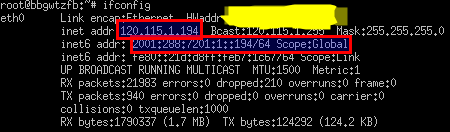 root@bbgwtzfb:~# ifconfig
eth0 Link encap:Ethernet HWaddr
inet addr:120.115.1.194 Bcast:120.115.1.255 Mask:255.255.255.0
inet6 addr: 2001:288:7201:1::194/64 Scope:Global
inet6 addr: fe80::21d:d8ff:feb7:1cb7/64 Scope:Link
UP BROADCAST RUNNING MULTICAST MTU:1500 Metric:1
RX packets:21983 errors:0 dropped:210 overruns:0 frame:0
TX packets:940 errors:0 dropped:0 overruns:0 carrier:0
collisions:0 txqueuelen:1000
RX bytes:1790337 (1.7 MB) TX bytes:124292 (124.2 KB)